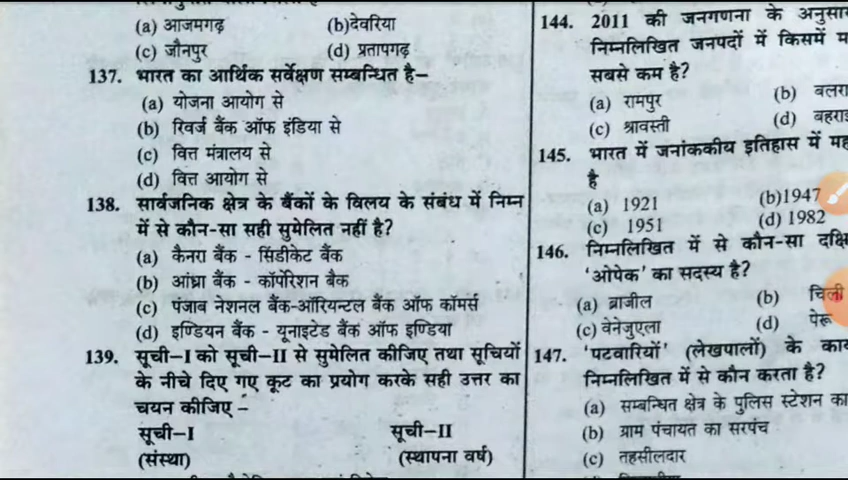 (a) आजमगढ़ (b)देवरिया
(c) जौनपुर (d) प्रतापगढ़
137. भारत का आर्थिक सर्वेक्षण सम्बन्धित है–
(a) योजना आयोग से
(b) रिवर्ज बैंक ऑफ इंडिया से
(c) वित्त मंत्रालय से
(d) वित्त आयोग से
138. सार्वजनिक क्षेत्र के बैंकों के विलय के संबंध में निम्न
में से कौन-सा सही सुमेलित नहीं है?
(a) कैनरा बैंक - सिंडीकेट बैंक
(b) आंध्रा बैंक - कॉर्पोरेशन बैक
(c) पंजाब नेशनल बैंक-ऑरियन्टल बैंक ऑफ कॉमर्स
(d) इण्डियन बैंक - यूनाइटेड बैंक ऑफ इण्डिया
139. सूची–I को सूची–II से सुमेलित कीजिए तथा सूचियों
के नीचे दिए गए कूट का प्रयोग करके सही उत्तर का
चयन कीजिए –
सूची–I सूची–II
(संस्था) (स्थापना वर्ष)
144. 2011 की जनगणना के अनुसार
निम्नलिखित जनपदों में किसमें
सबसे कम है?
(a) रामपुर (b)
(c) श्रावस्ती (d)
145. भारत में जनांककीय इतिहास में
है
(a) 1921 (b)1947
(c) 1951 (d) 1982
146. निम्नलिखित में से कौन-सा
'ओपेक' का सदस्य है?
(a) ब्राजील (b) चिली
(c) वेनेजुएला (d) पेरू
147. 'पटवारियों' (लेखपालों) के
निम्नलिखित में से कौन करता है?
(a) सम्बन्धित क्षेत्र के पुलिस स्टेशन का
(b) ग्राम पंचायत का सरपंच
(c) तहसीलदार